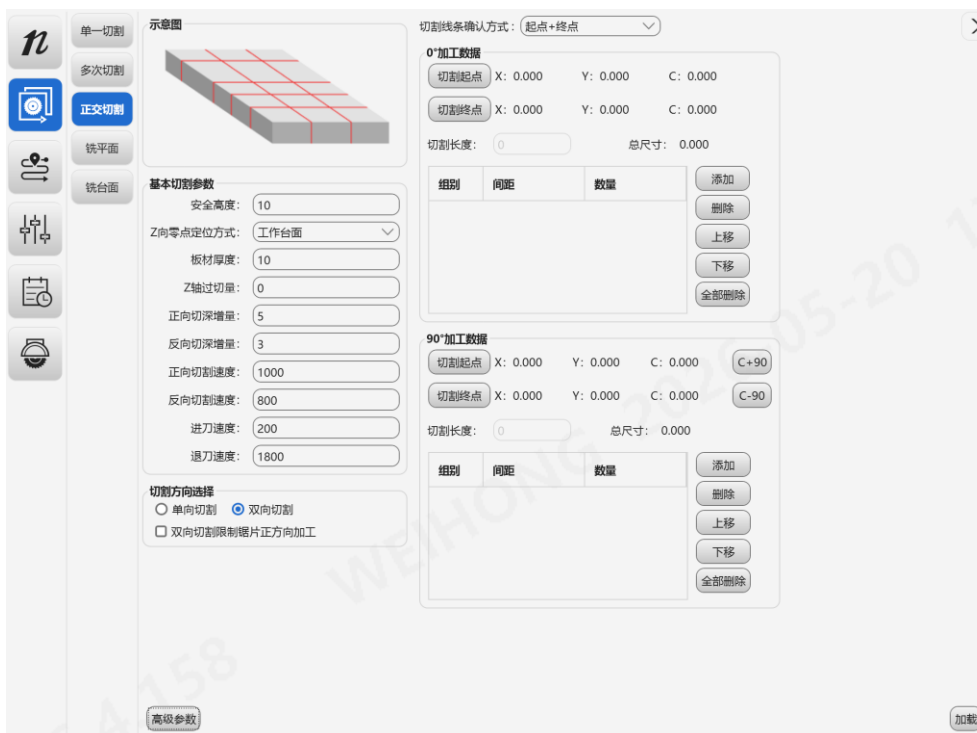 n
单一切割
多次切割
正交切割
铣平面
铣台面
示意图
基本切割参数
安全高度: 10
Z向零点定位方式: 工作台面
板材厚度: 10
Z轴过切量: 0
正向切深增量: 5
反向切深增量: 3
正向切割速度: 1000
反向切割速度: 800
进刀速度: 200
退刀速度: 1800
切割方向选择
单向切割 双向切割
双向切割限制锯片正方向加工
高级参数
切割线条确认方式: 起点+终点
0°加工数据
切割起点 X: 0.000 Y: 0.000 C: 0.000
切割终点 X: 0.000 Y: 0.000 C: 0.000
切割长度: 0 总尺寸: 0.000
组别 间距 数量
添加
删除
上移
下移
全部删除
90°加工数据
切割起点 X: 0.000 Y: 0.000 C: 0.000 C+90
切割终点 X: 0.000 Y: 0.000 C: 0.000 C-90
切割长度: 0 总尺寸: 0.000
组别 间距 数量
添加
删除
上移
下移
全部删除
加载
WEIHONG 2026-05-20 1
4.158